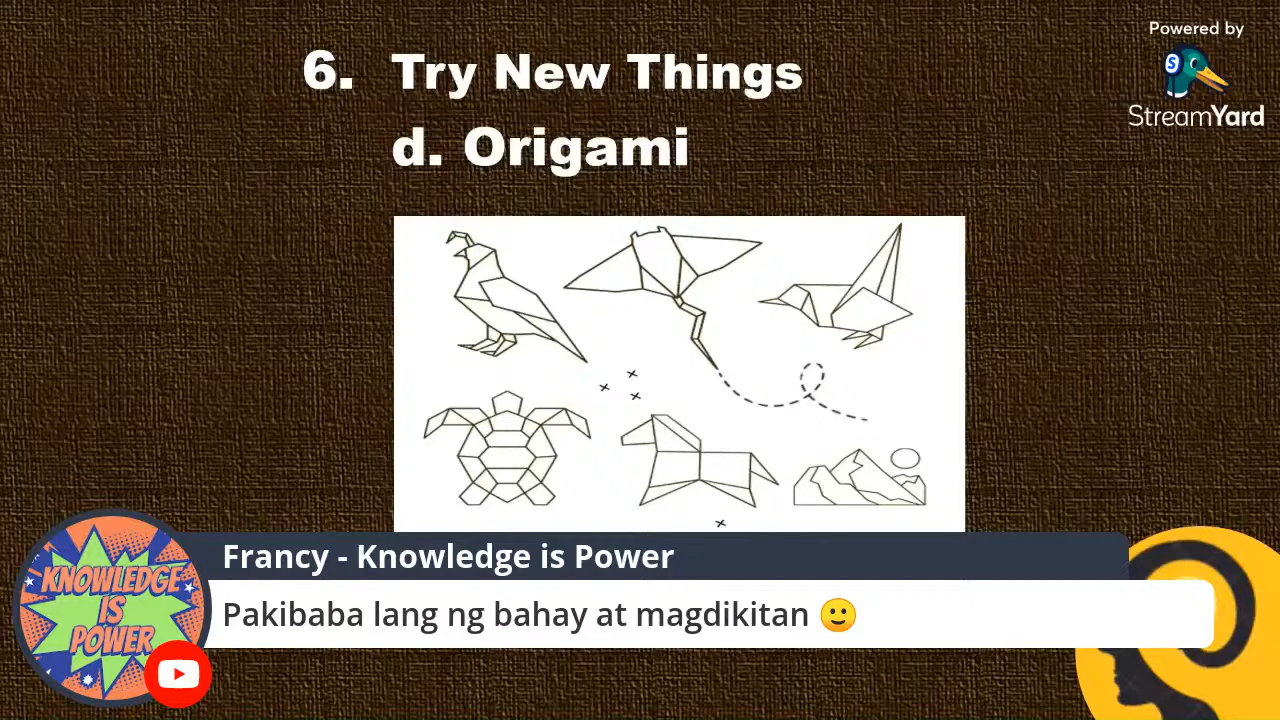 6. Try New Things
d. Origami
Powered by
S
StreamYard
KNOWLEDGE
IS
POWER
Francy - Knowledge is Power
Pakibaba lang ng bahay at magdikitan 🙂